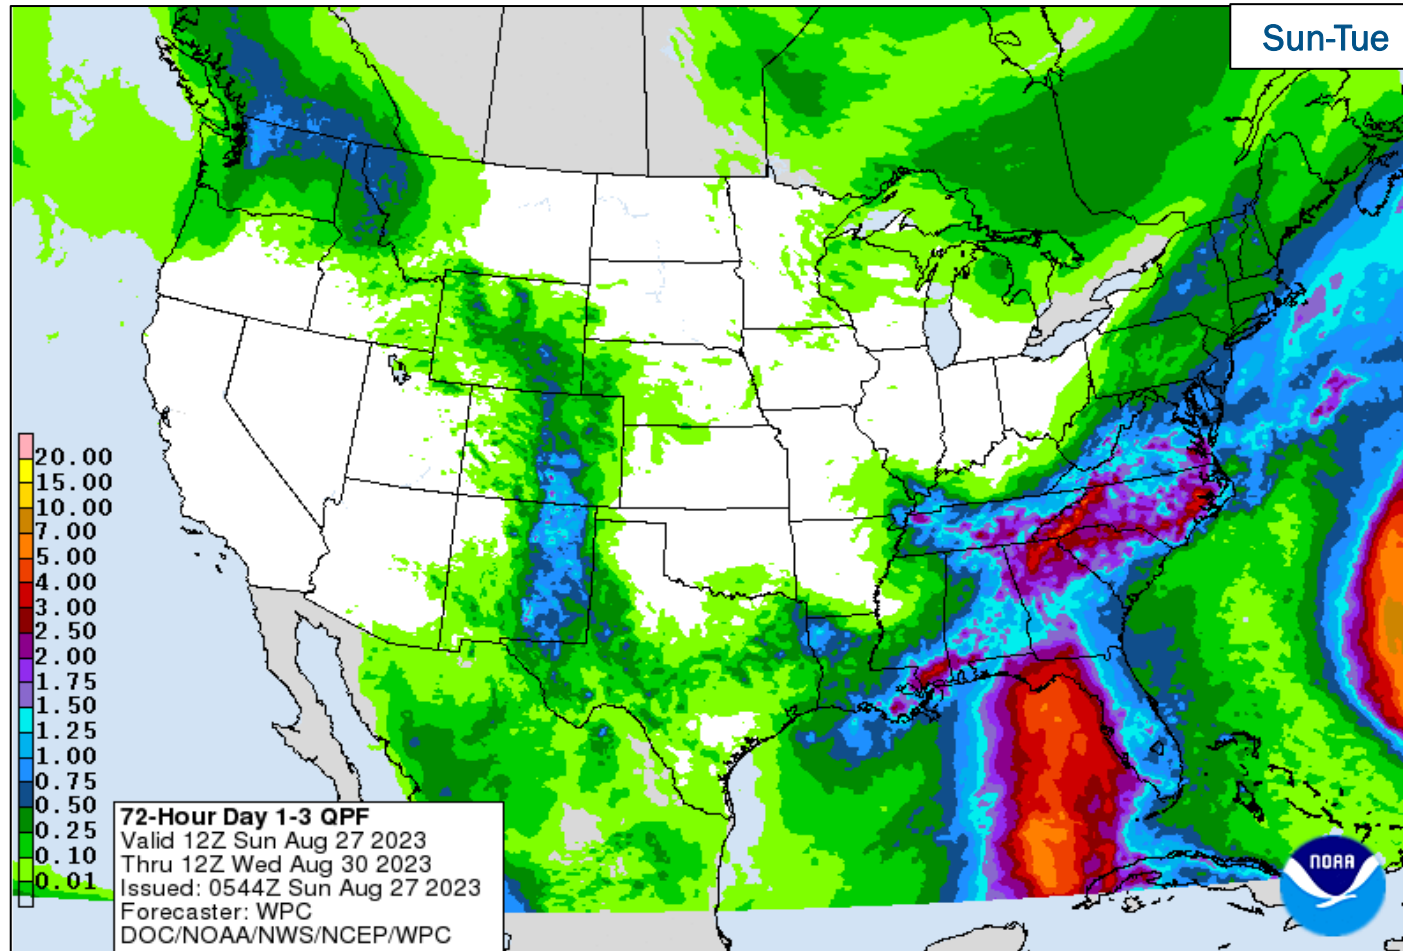 Sun-Tue
20.00
15.00
10.00
7.00
5.00
4.00
3.00
2.50
2.00
1.75
1.50
1.25
1.00
0.75
0.50
0.25
0.10
0.01
72-Hour Day 1-3 QPF
Valid 12Z Sun Aug 27 2023
Thru 12Z Wed Aug 30 2023
Issued: 0544Z Sun Aug 27 2023
Forecaster: WPC
DOC/NOAA/NWS/NCEP/WPC
NOAA